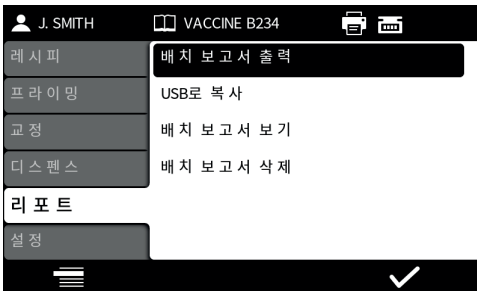 J. SMITH
VACCINE B234
레시피
프라이밍
교정
디스펜스
리포트
설정
배치 보고서 출력
USB로 복사
배치 보고서 보기
배치 보고서 삭제